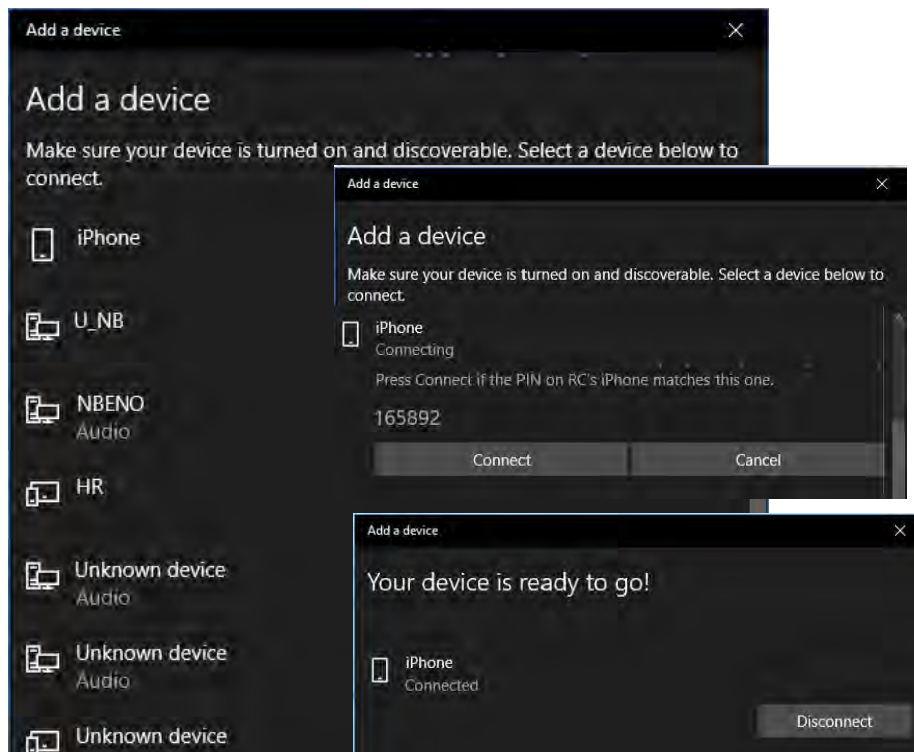 Add a device
Add a device
Make sure your device is turned on and discoverable. Select a device below to
connect.
iPhone
U_NB
NBENO
Audio
HR
Unknown device
Audio
Unknown device
Audio
Unknown device
Add a device
Add a device
Make sure your device is turned on and discoverable. Select a device below to
connect.
iPhone
Connecting
Press Connect if the PIN on RC's iPhone matches this one.
165892
Connect Cancel
Add a device
Your device is ready to go!
iPhone
Connected
Disconnect